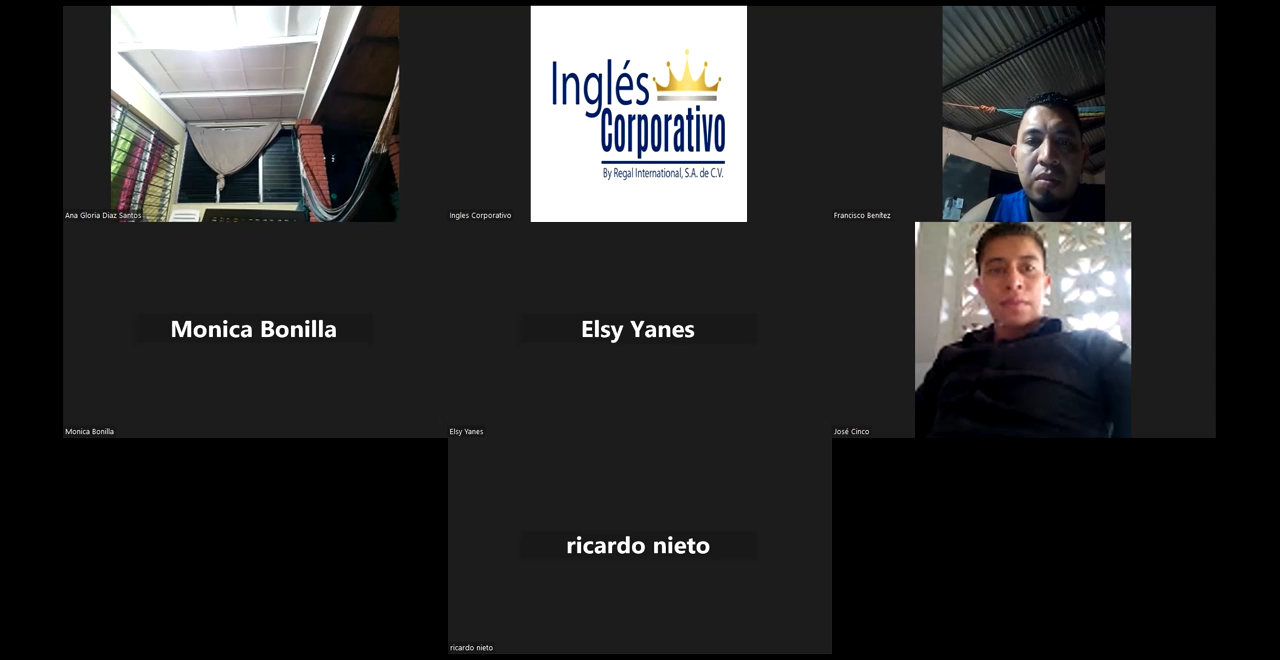 Inglés
Corporativo
By Regal International, S.A. de C.V.
Ana Gloria Diaz Santos
Ingles Corporativo
Francisco Benítez
Monica Bonilla
Elsy Yanes
Monica Bonilla
Elsy Yanes
José Cinco
ricardo nieto
ricardo nieto